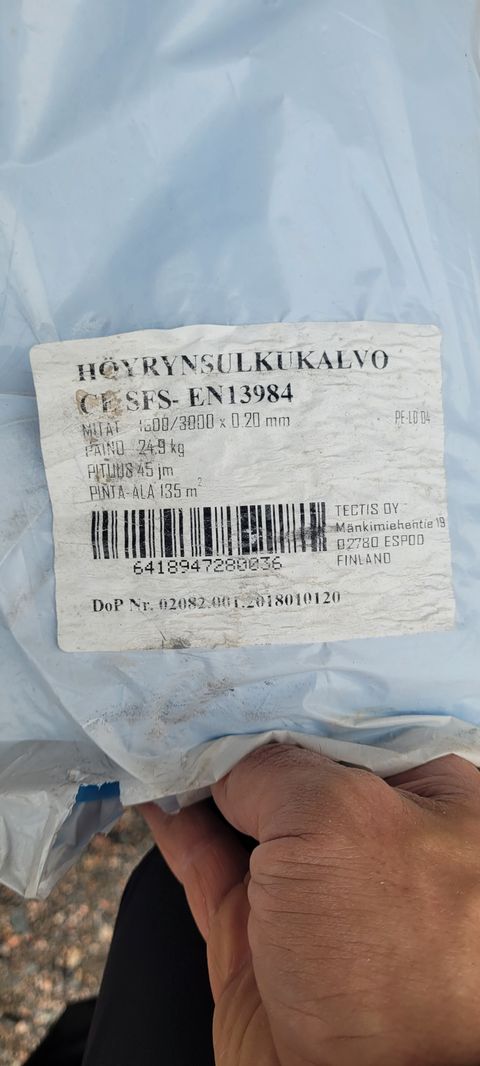 HÖYRYNSULKUKALVO
CE SFS- EN13984
MITAT 1500/3000 x 0.20 mm
PE-LD 04
PAINO 24.9 kg
PITUUS 45 jm
PINTA-ALA 135 m²
TECTIS OY
Mänkimiehentie 19
02780 ESPOO
FINLAND
6418947280036
DoP Nr. 02082.001.2018010120